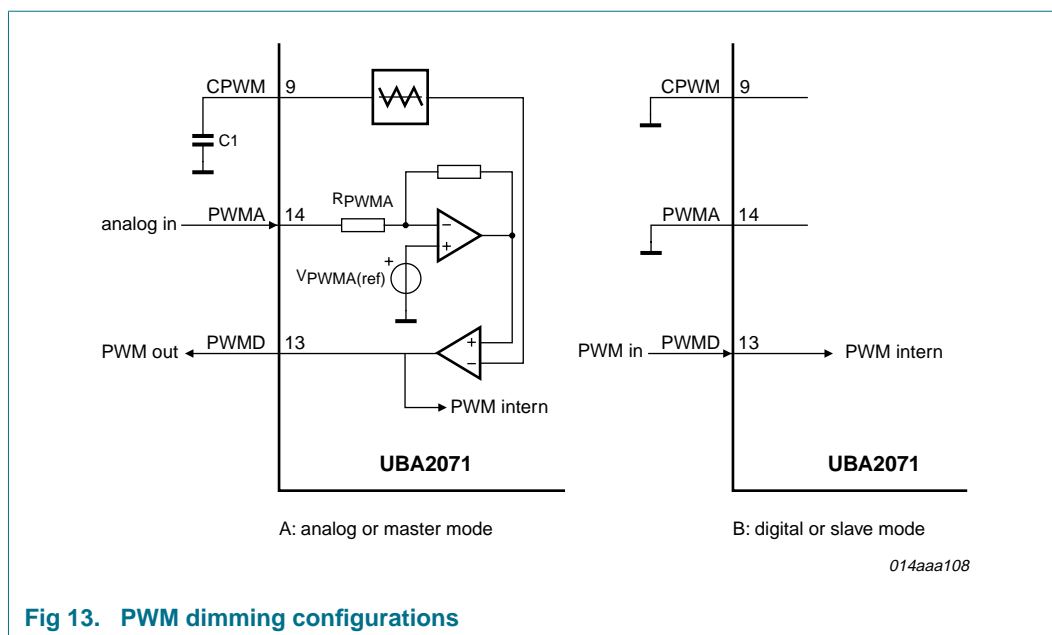 CPWM 9
C1
analog in PWMA 14
RPWMA
−
+
+
VPWMA(ref)
PWM out PWMD 13
+
−
PWM intern
UBA2071
A: analog or master mode
CPWM 9
PWMA 14
PWM in PWMD 13 PWM intern
UBA2071
B: digital or slave mode
014aaa108
Fig 13. PWM dimming configurations